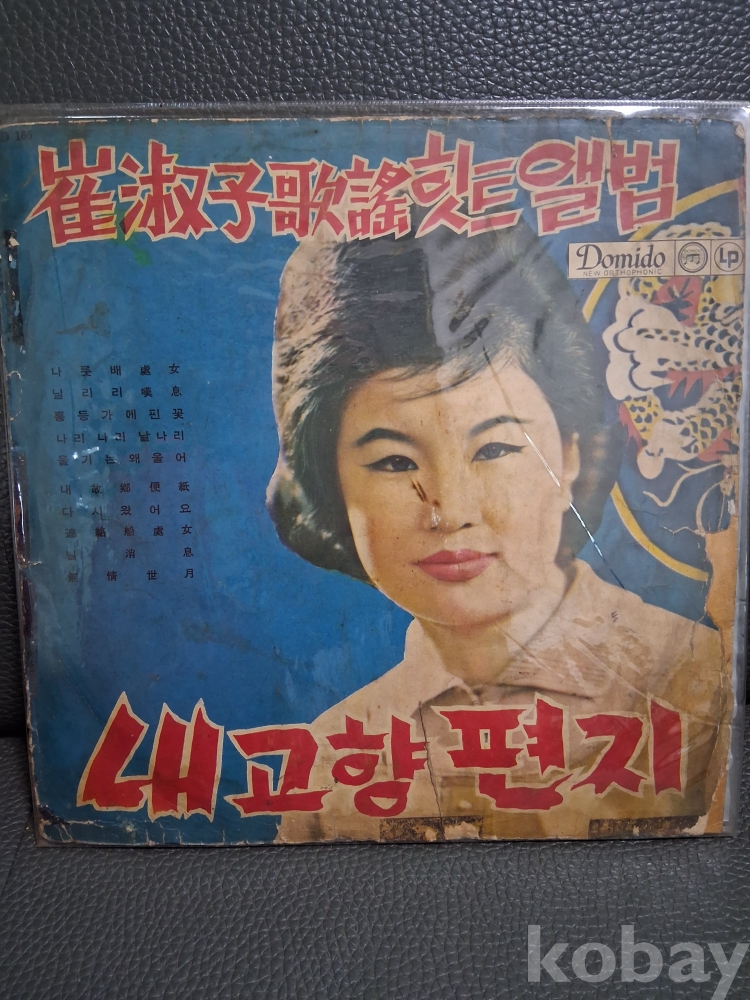 崔淑子歌謠힛트앨범
Domido
NEW ORTHOPHONIC
LP
나룻배處女
닐리리嘆息
홍등가에핀꽃
나리나리날나리
울기는왜울어
내故鄕便紙
다시왔어요
連絡船處女
님消息
無情世月
내고향편지
kobay